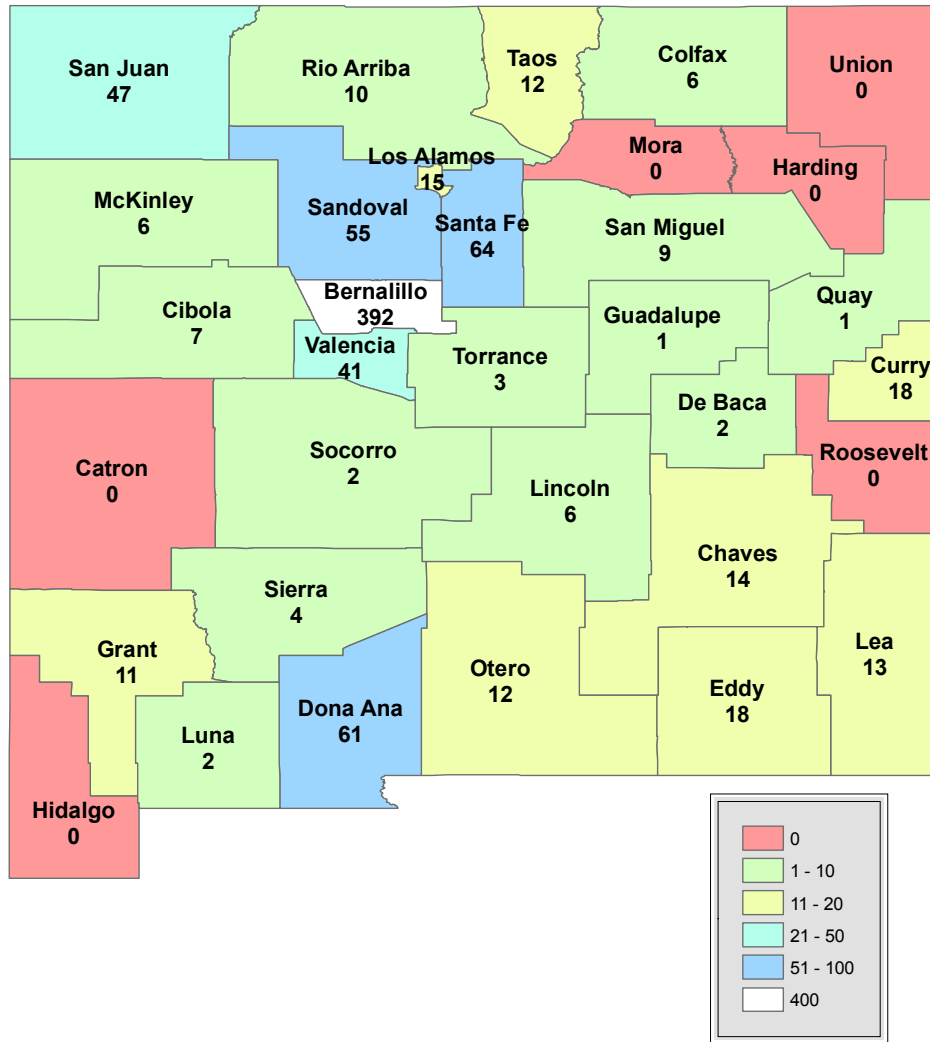 San Juan
47
Rio Arriba
10
Taos
12
Colfax
6
Union
0
Mora
0
Harding
0
Los Alamos
15
McKinley
6
Sandoval
55
Santa Fe
64
San Miguel
9
Bernalillo
392
Quay
1
Cibola
7
Guadalupe
1
Valencia
41
Torrance
3
Curry
18
De Baca
2
Catron
0
Socorro
2
Roosevelt
0
Lincoln
6
Chaves
14
Sierra
4
Grant
11
Otero
12
Lea
13
Eddy
18
Dona Ana
61
Luna
2
Hidalgo
0
0
1 - 10
11 - 20
21 - 50
51 - 100
400